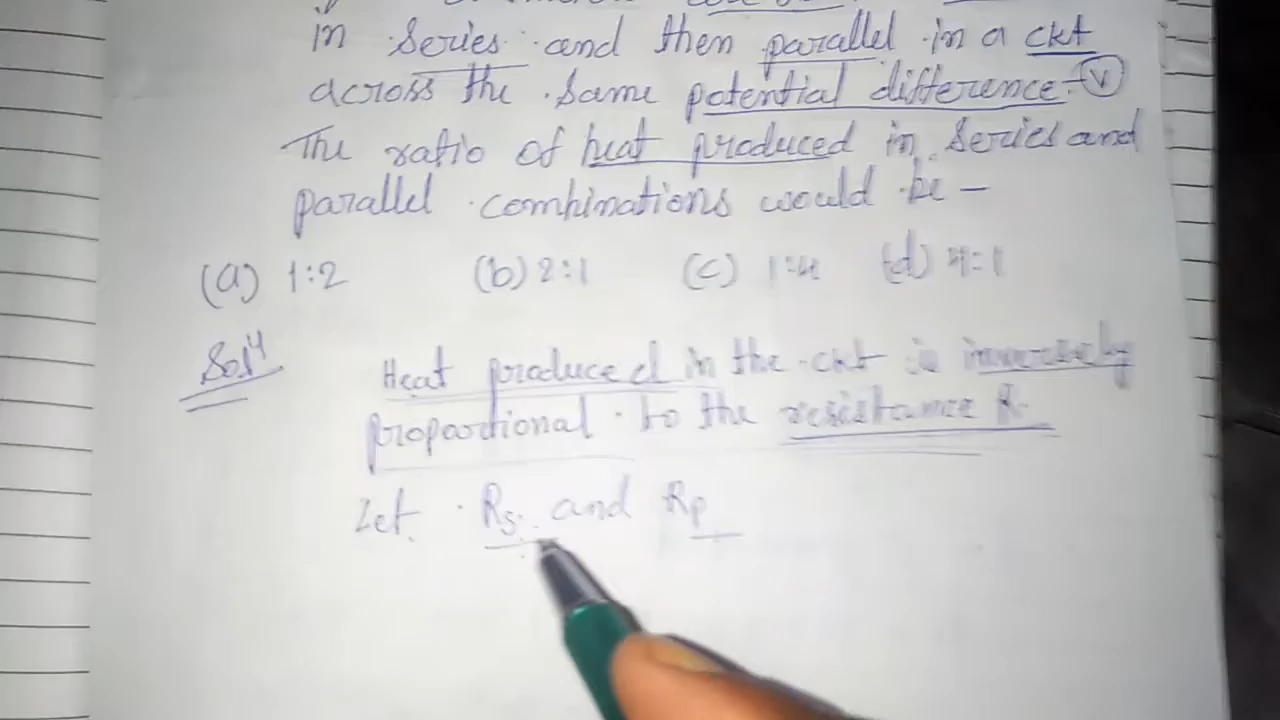 in series and then parallel in a ckt
across the same potential difference. V
The ratio of heat produced in series and
parallel combinations would be –
(a) 1:2 (b) 2:1 (c) 1:4 (d) 4:1
Solⁿ Heat produced in the ckt is inversely
proportional to the resistance R.
Let Rs and Rp